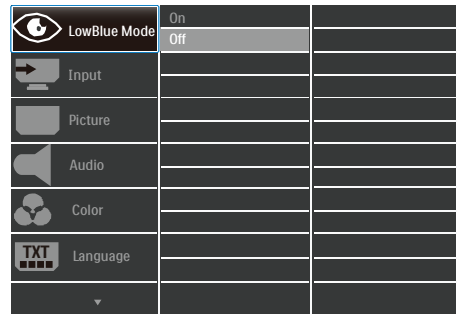 LowBlue Mode
On
Off
Input
Picture
Audio
Color
TXT
Language